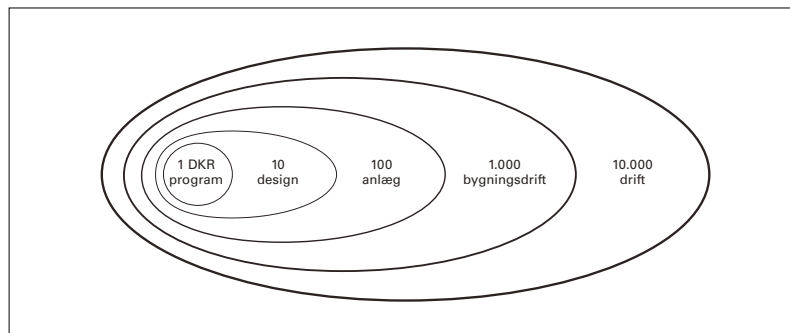 1 DKR
program
10
design
100
anlæg
1.000
bygningsdrift
10.000
drift